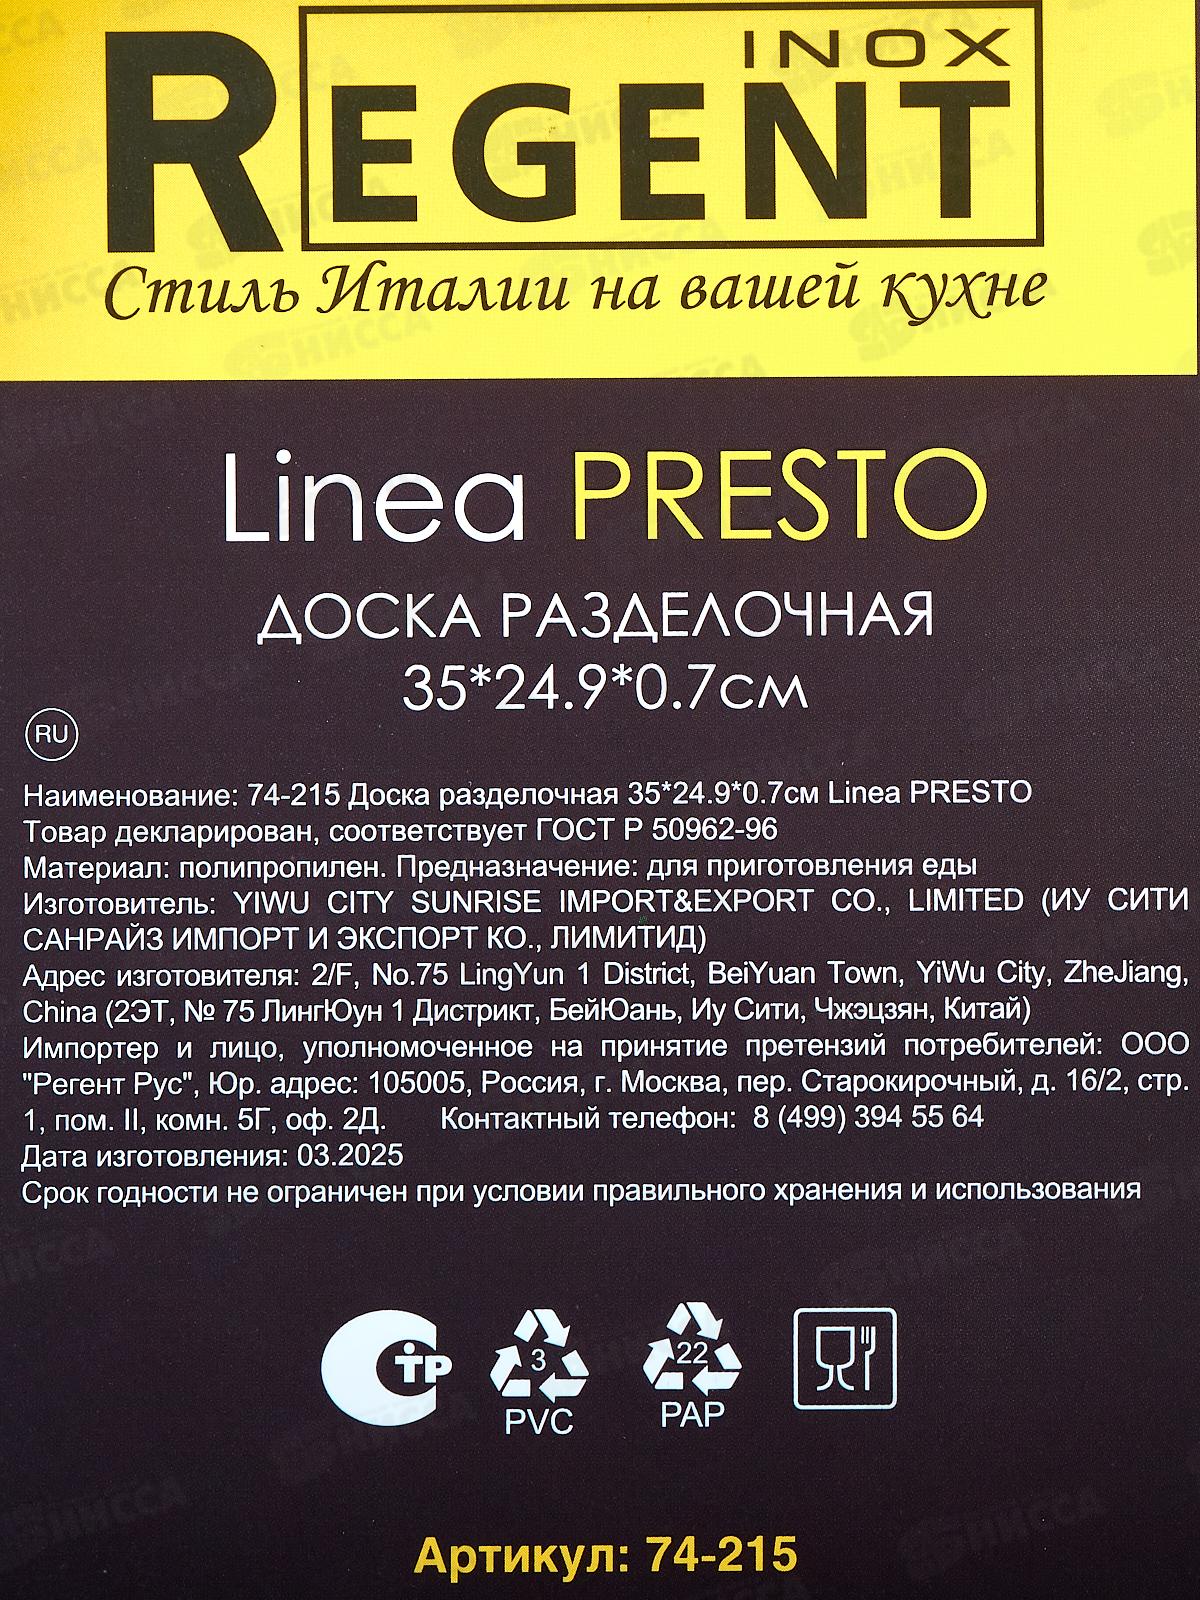 INOX
REGENT
Стиль Италии на вашей кухне
Linea PRESTO
ДОСКА РАЗДЕЛОЧНАЯ
35*24.9*0.7см
RU
Наименование: 74-215 Доска разделочная 35*24.9*0.7см Linea PRESTO
Товар декларирован, соответствует ГОСТ Р 50962-96
Материал: полипропилен. Предназначение: для приготовления еды
Изготовитель: YIWU CITY SUNRISE IMPORT&EXPORT CO., LIMITED (ИУ СИТИ
САНРАЙЗ ИМПОРТ И ЭКСПОРТ КО., ЛИМИТИД)
Адрес изготовителя: 2/F, No.75 LingYun 1 District, BeiYuan Town, YiWu City, ZheJiang,
China (2ЭТ, № 75 ЛингЮун 1 Дистрикт, БейЮань, Иу Сити, Чжэцзян, Китай)
Импортер и лицо, уполномоченное на принятие претензий потребителей: ООО
"Регент Рус", Юр. адрес: 105005, Россия, г. Москва, пер. Старокирочный, д. 16/2, стр.
1, пом. II, комн. 5Г, оф. 2Д. Контактный телефон: 8 (499) 394 55 64
Дата изготовления: 03.2025
Срок годности не ограничен при условии правильного хранения и использования
СТР 3 22
PVC PAP
Артикул: 74-215